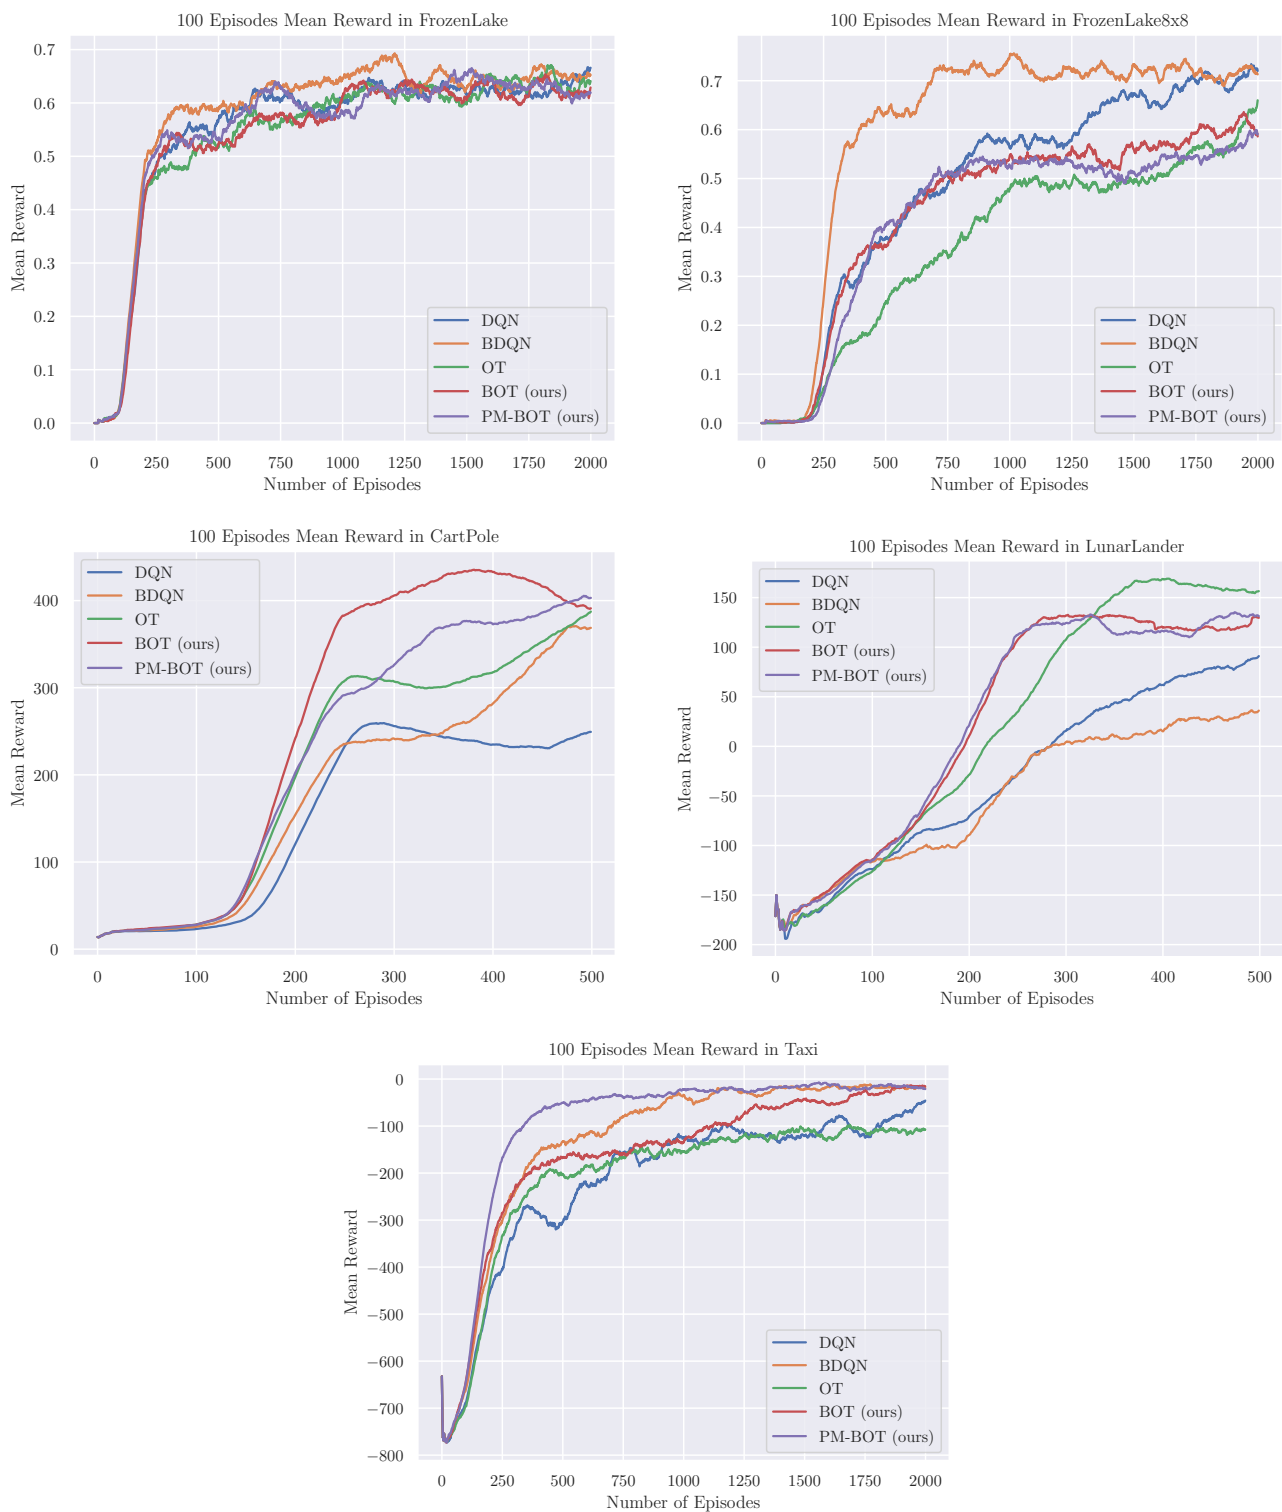 100 Episodes Mean Reward in FrozenLake
Mean Reward
0.7
0.6
0.5
0.4
0.3
0.2
0.1
0.0
DQN
BDQN
OT
BOT (ours)
PM-BOT (ours)
0 250 500 750 1000 1250 1500 1750 2000
Number of Episodes
100 Episodes Mean Reward in FrozenLake8x8
Mean Reward
0.7
0.6
0.5
0.4
0.3
0.2
0.1
0.0
DQN
BDQN
OT
BOT (ours)
PM-BOT (ours)
0 250 500 750 1000 1250 1500 1750 2000
Number of Episodes
100 Episodes Mean Reward in CartPole
Mean Reward
400
300
200
100
0
DQN
BDQN
OT
BOT (ours)
PM-BOT (ours)
0 100 200 300 400 500
Number of Episodes
100 Episodes Mean Reward in LunarLander
Mean Reward
150
100
50
0
−50
−100
−150
−200
DQN
BDQN
OT
BOT (ours)
PM-BOT (ours)
0 100 200 300 400 500
Number of Episodes
100 Episodes Mean Reward in Taxi
Mean Reward
0
−100
−200
−300
−400
−500
−600
−700
−800
DQN
BDQN
OT
BOT (ours)
PM-BOT (ours)
0 250 500 750 1000 1250 1500 1750 2000
Number of Episodes